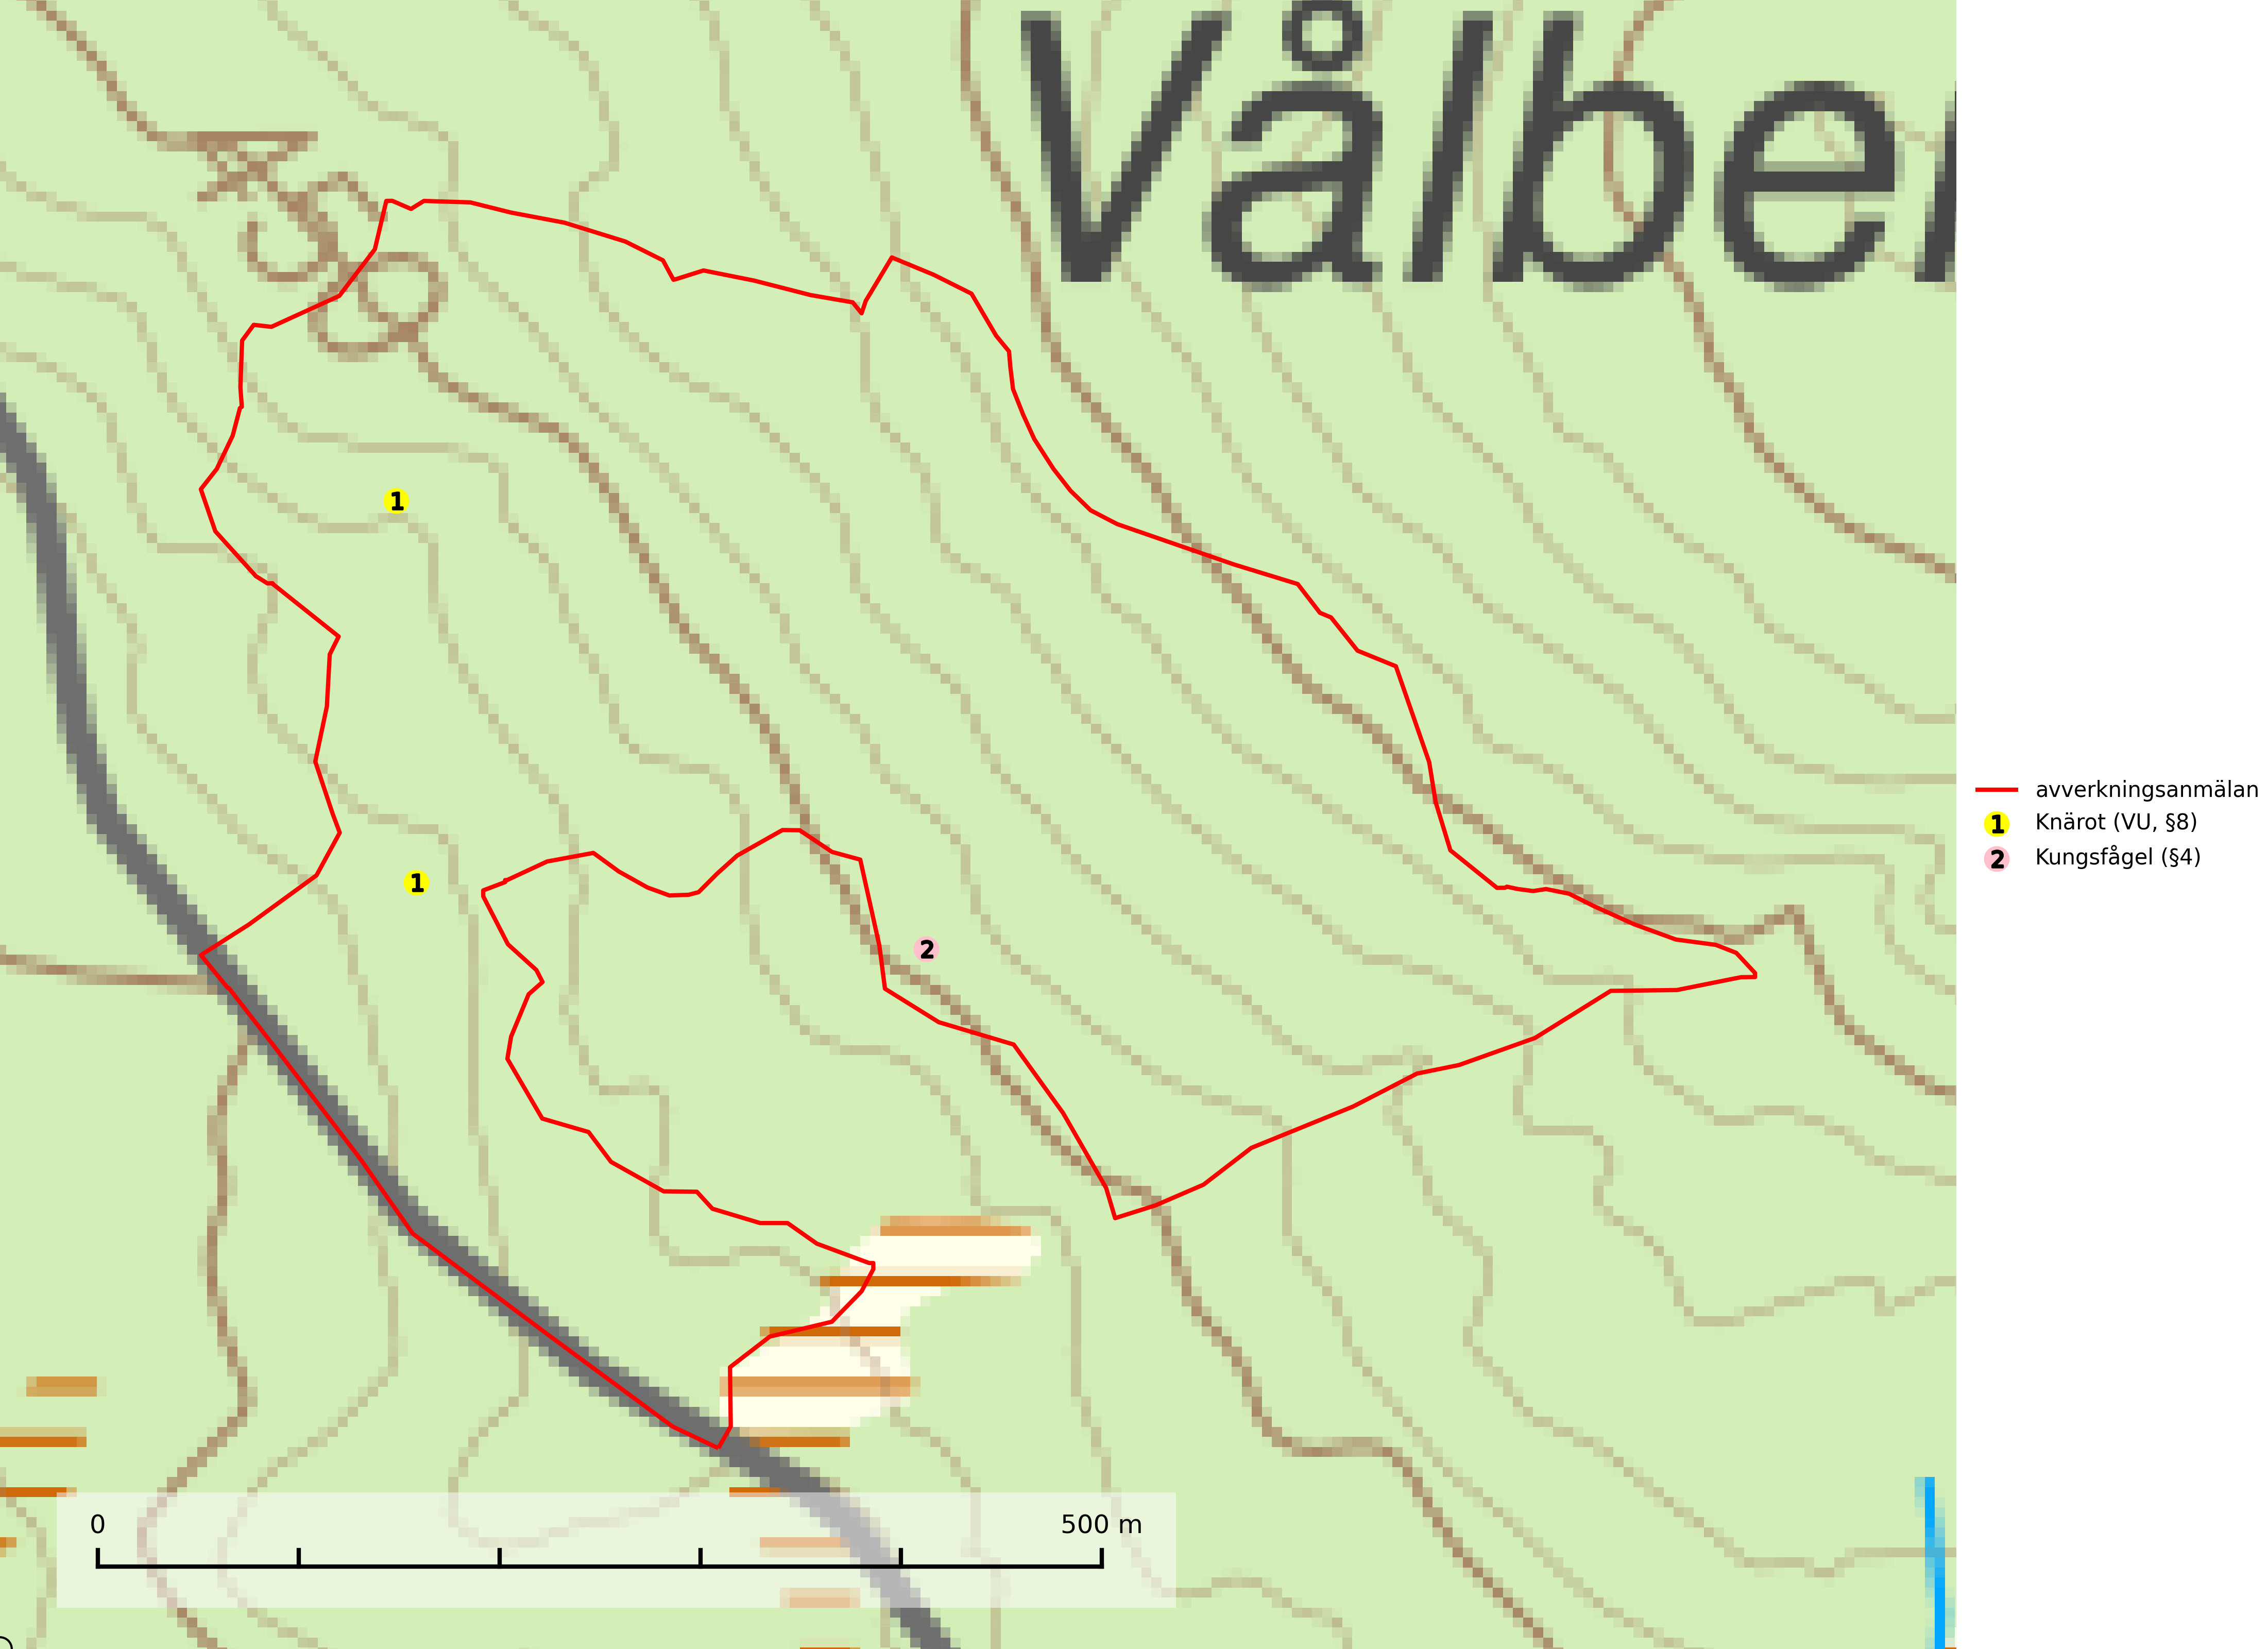 Vålber
1
1
2
avverkningsanmälan
1 Knärot (VU, §8)
2 Kungsfågel (§4)
0 500 m